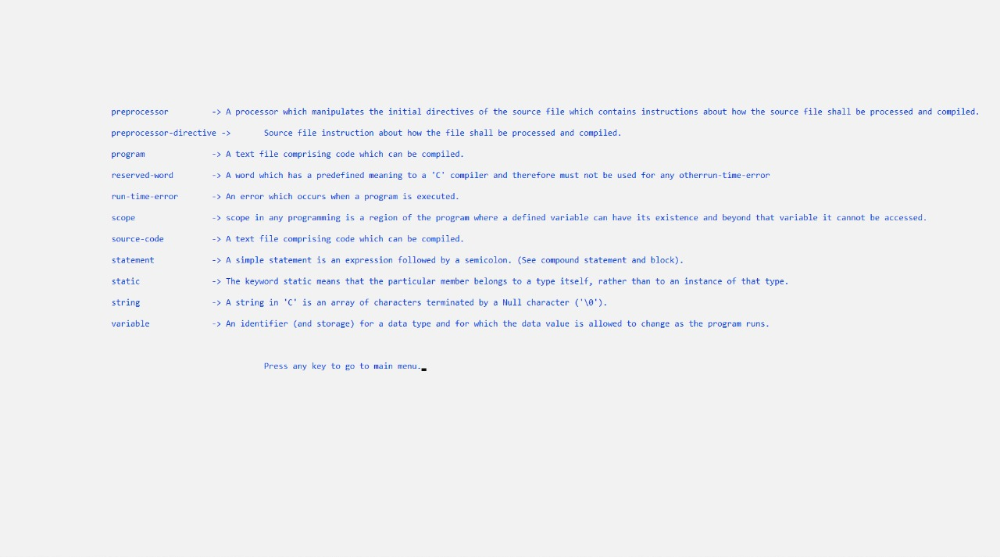 preprocessor -> A processor which manipulates the initial directives of the source file which contains instructions about how the source file shall be processed and compiled.
preprocessor-directive -> Source file instruction about how the file shall be processed and compiled.
program -> A text file comprising code which can be compiled.
reserved-word -> A word which has a predefined meaning to a 'C' compiler and therefore must not be used for any otherrun-time-error
run-time-error -> An error which occurs when a program is executed.
scope -> scope in any programming is a region of the program where a defined variable can have its existence and beyond that variable it cannot be accessed.
source-code -> A text file comprising code which can be compiled.
statement -> A simple statement is an expression followed by a semicolon. (See compound statement and block).
static -> The keyword static means that the particular member belongs to a type itself, rather than to an instance of that type.
string -> A string in 'C' is an array of characters terminated by a Null character ('\0').
variable -> An identifier (and storage) for a data type and for which the data value is allowed to change as the program runs.
Press any key to go to main menu.